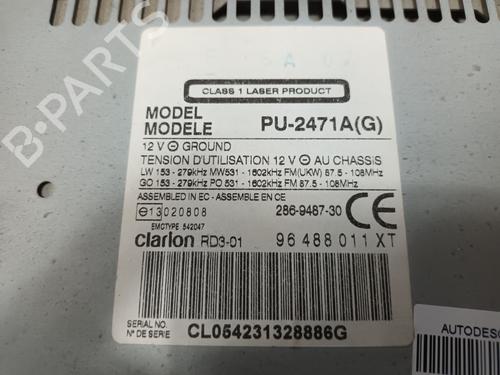 B-PARTS
CLASS 1 LASER PRODUCT
MODEL
MODELE
PU-2471A(G)
12 V ⊖ GROUND
TENSION D'UTILISATION 12 V ⊖ AU CHASSIS
LW 153 - 279kHz MW531 - 1602kHz FM(UKW) 87.5 - 108MHz
GO 153 - 279kHz PO 531 - 1602kHz FM 87.5 - 108MHz
ASSEMBLED IN EC - ASSEMBLE EN CE
13 020808
286-9487-30
CE
EMCTYPE 542047
Clarion RD3-01
96 488 011 XT
SERIAL NO.
N° DE SERIE
CL054231328886G
AUTODESC